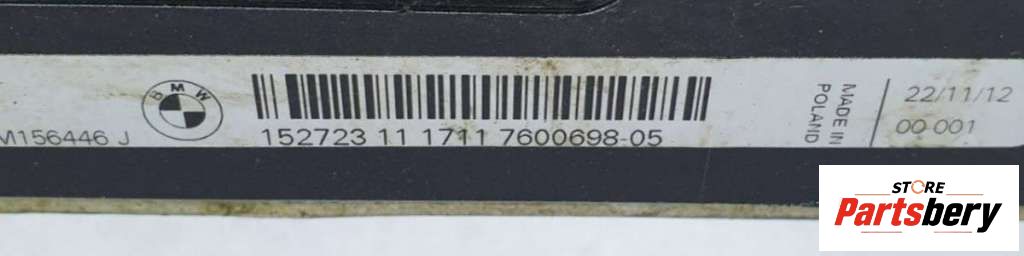 M156446 J
BMW
152723 11 1711 7600698-05
MADE IN
POLAND
22/11/12
00 001
STORE
Partsbery